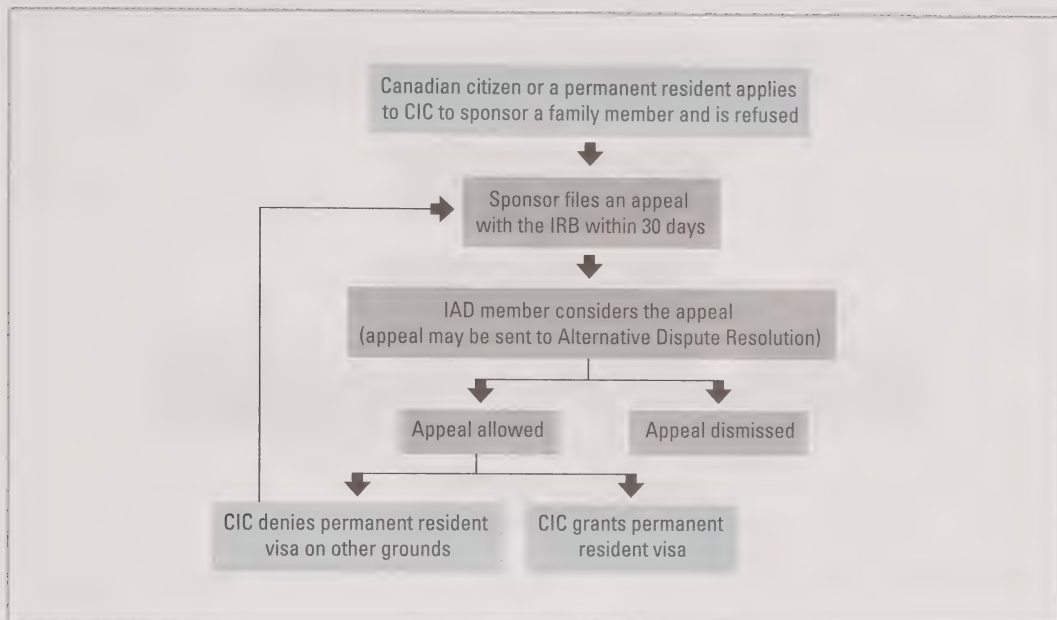 Canadian citizen or a permanent resident applies
to CIC to sponsor a family member and is refused
Sponsor files an appeal
with the IRB within 30 days
IAD member considers the appeal
(appeal may be sent to Alternative Dispute Resolution)
Appeal allowed
Appeal dismissed
CIC denies permanent resident
visa on other grounds
CIC grants permanent
resident visa